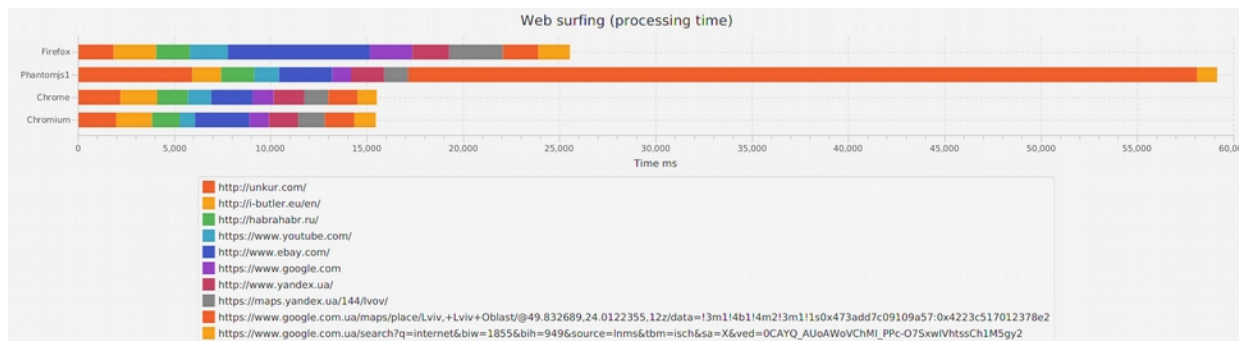 Web surfing (processing time)
Firefox
Phantomjs1
Chrome
Chromium
0 5,000 10,000 15,000 20,000 25,000 30,000 35,000 40,000 45,000 50,000 55,000 60,00
Time ms
http://unkur.com/
http://i-butler.eu/en/
http://habrahabr.ru/
https://www.youtube.com/
http://www.ebay.com/
https://www.google.com
http://www.yandex.ua/
https://maps.yandex.ua/144/lvov/
https://www.google.com.ua/maps/place/Lviv,+Lviv+Oblast/@49.832689,24.0122355,12z/data=!3m1!4b1!4m2!3m1!1s0x473add7c09109a57:0x4223c517012378e2
https://www.google.com.ua/search?q=internet&biw=1855&bih=949&source=lnms&tbm=isch&sa=X&ved=0CAYQ_AUoAWoVChMI_PPc-O7SxwIVhtssCh1M5gy2